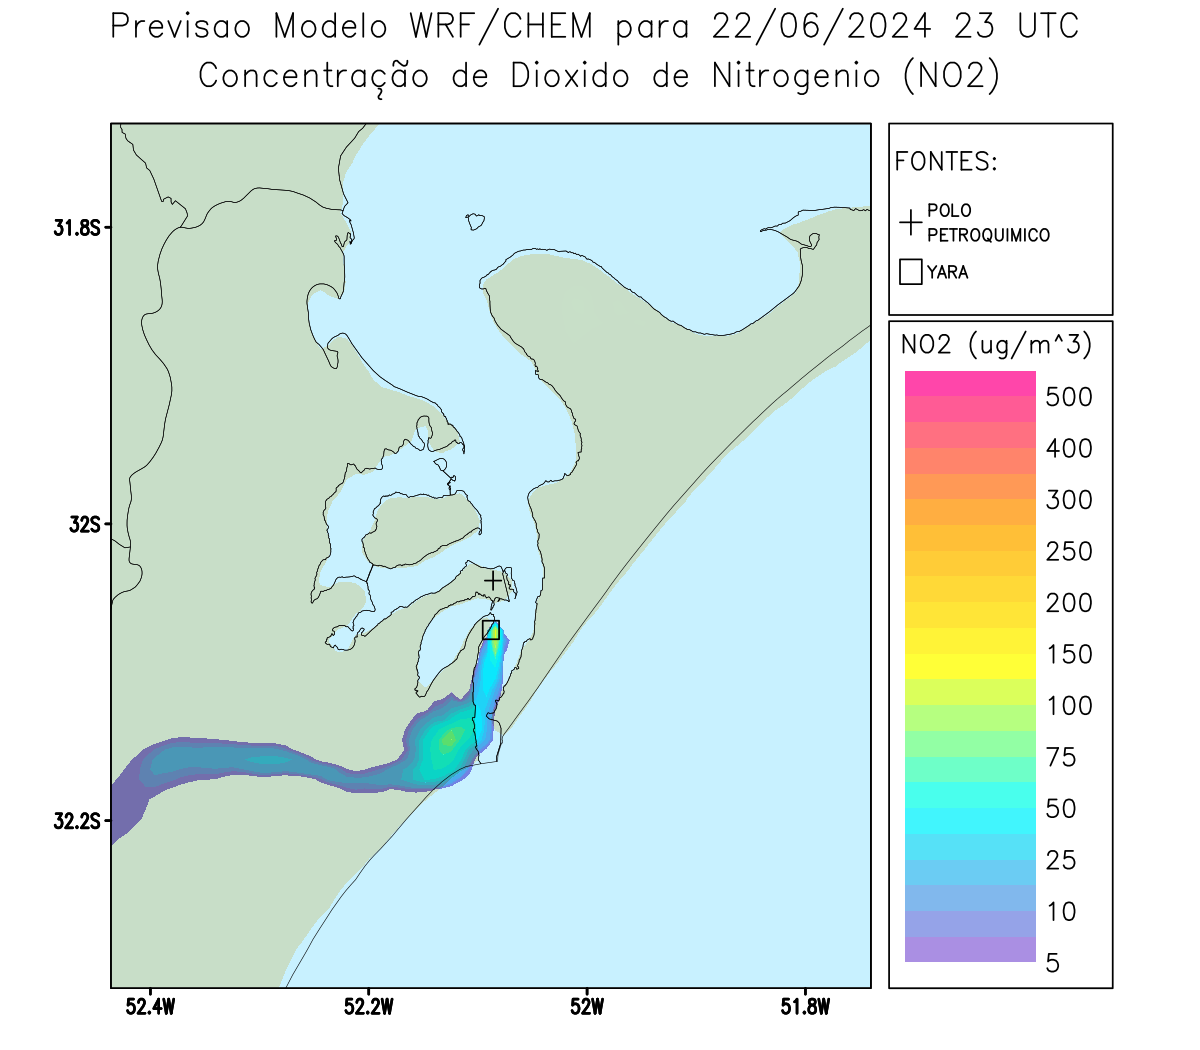 Previsao Modelo WRF/CHEM para 22/06/2024 23 UTC
Concentração de Dioxido de Nitrogenio (NO2)
FONTES:
POLO
PETROQUIMICO
YARA
NO2 (ug/m^3)
500
400
300
250
200
150
100
75
50
25
10
5
31.8S
32S
32.2S
52.4W
52.2W
52W
51.8W